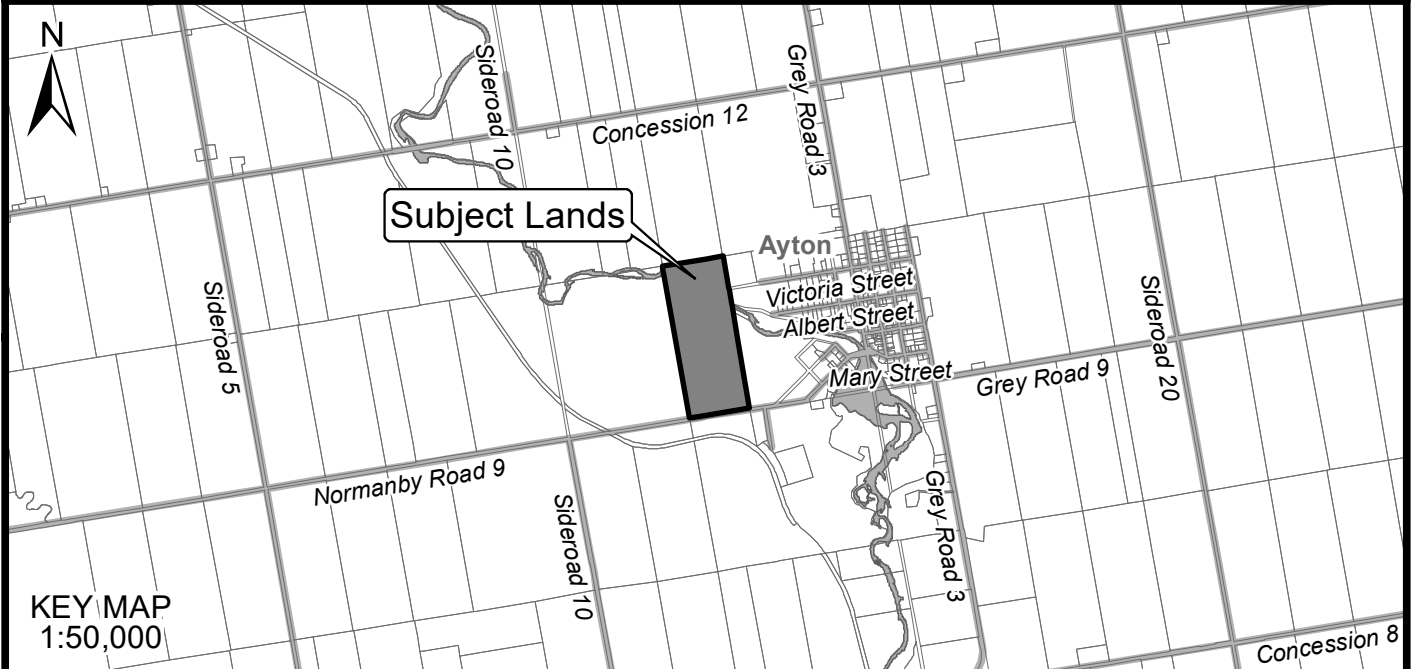 N
Sideroad 10
Grey Road 3
Concession 12
Subject Lands
Ayton
Victoria Street
Albert Street
Sideroad 5
Sideroad 20
Mary Street
Grey Road 9
Normanby Road 9
Sideroad 10
Grey Road 3
KEY MAP
1:50,000
Concession 8